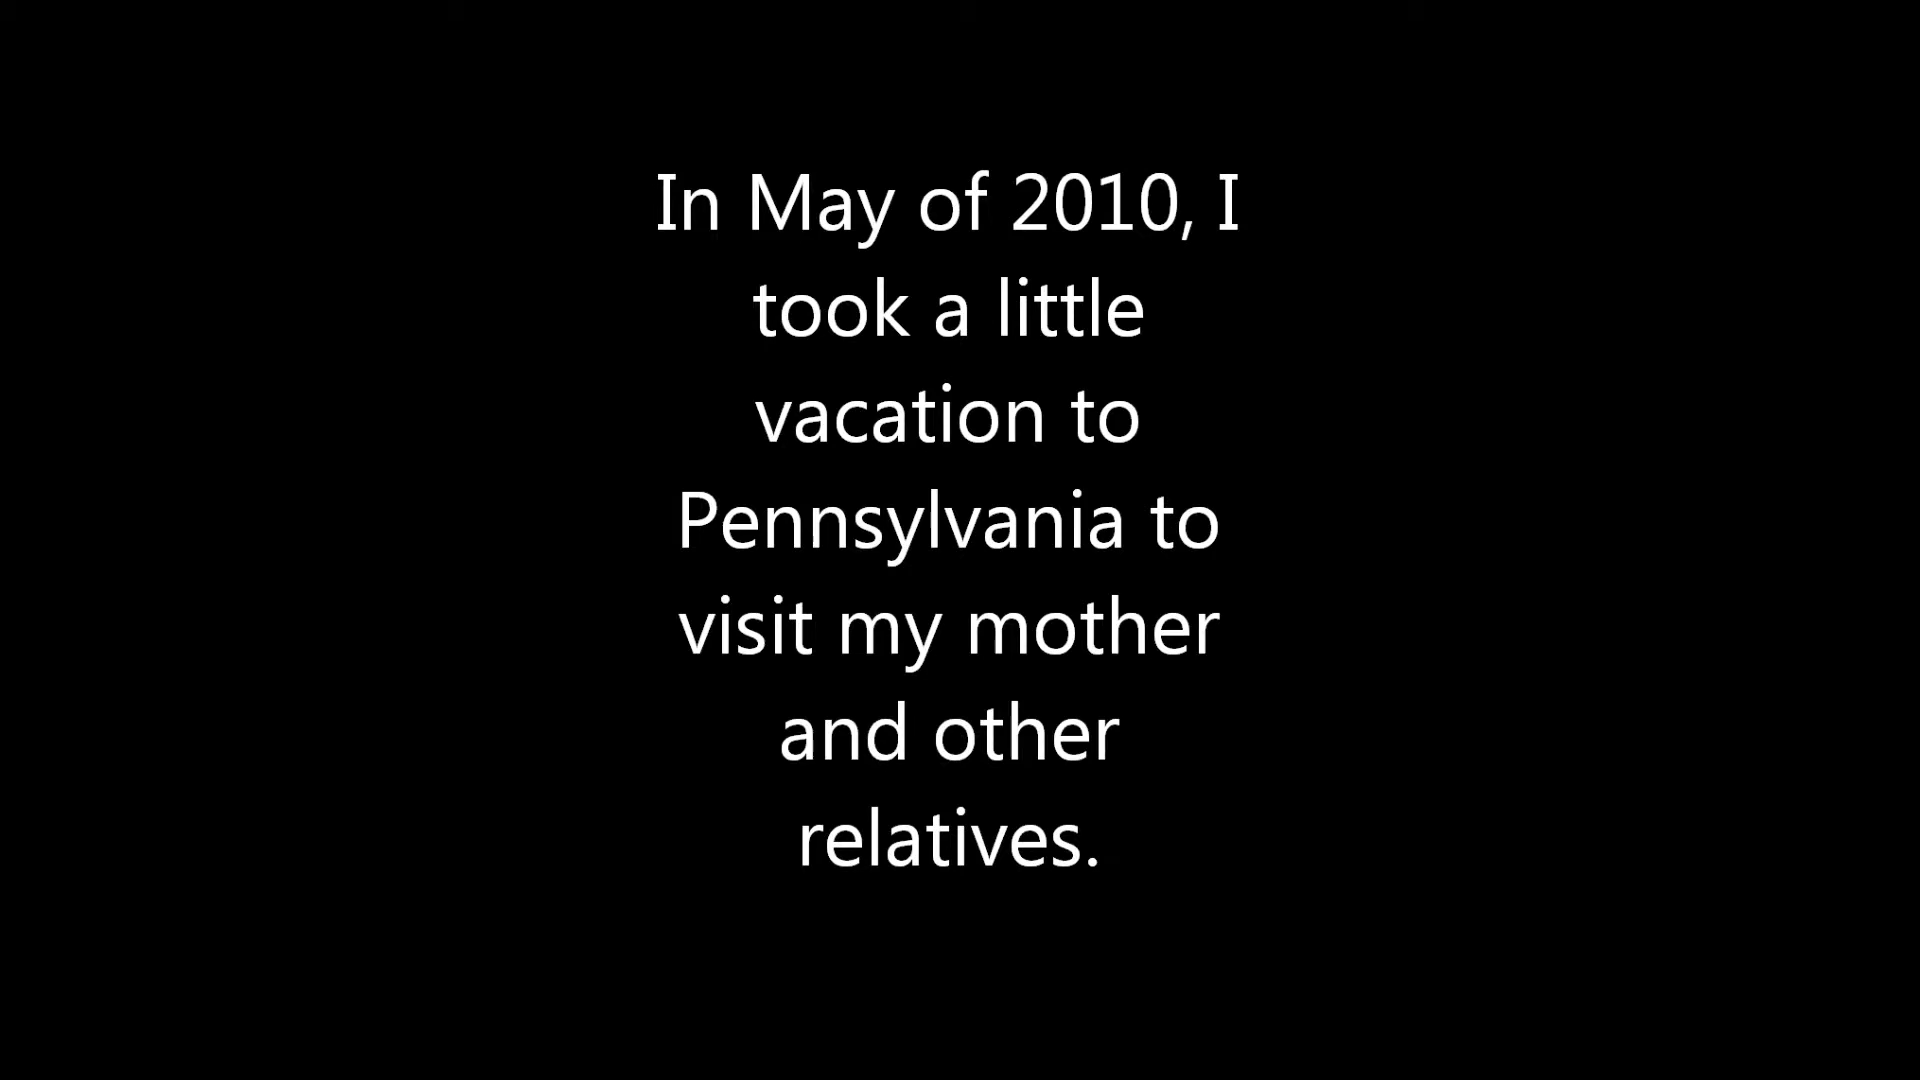 In May of 2010, I
took a little
vacation to
Pennsylvania to
visit my mother
and other
relatives.